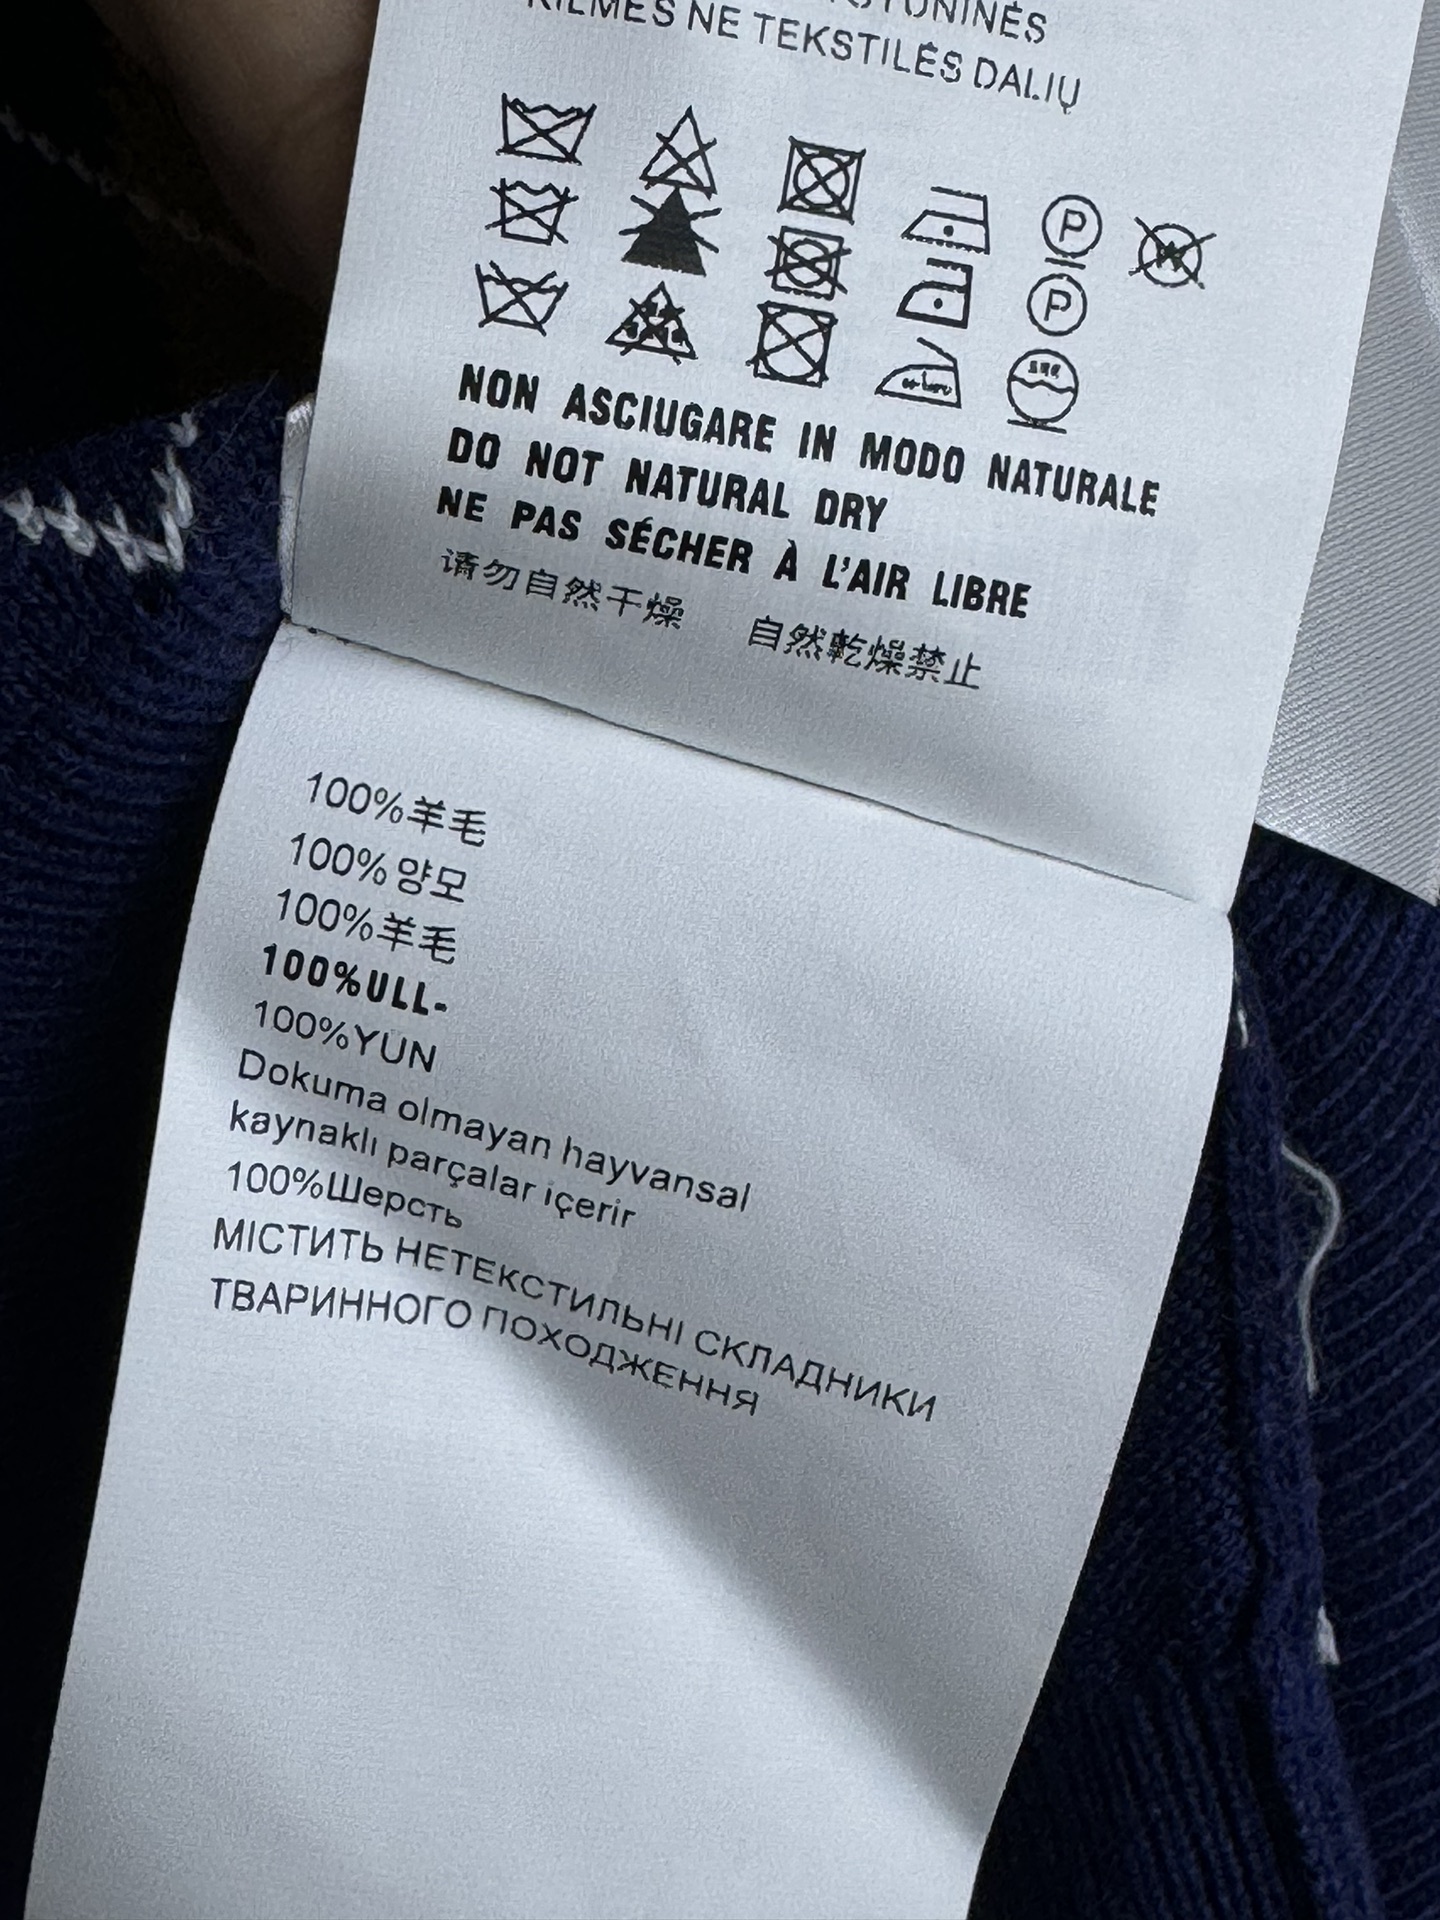 KILMĖS NE TEKSTILĖS DALIŲ
P
P
NON ASCIUGARE IN MODO NATURALE
DO NOT NATURAL DRY
NE PAS SÉCHER À L'AIR LIBRE
请勿自然干燥 自然乾燥禁止
100%羊毛
100%양모
100%羊毛
100%ULL-
100%YÜN
Dokuma olmayan hayvansal
kaynaklı parçalar içerir
100%Шерсть
МІСТИТЬ НЕТЕКСТИЛЬНІ СКЛАДНИКИ
ТВАРИННОГО ПОХОДЖЕННЯ